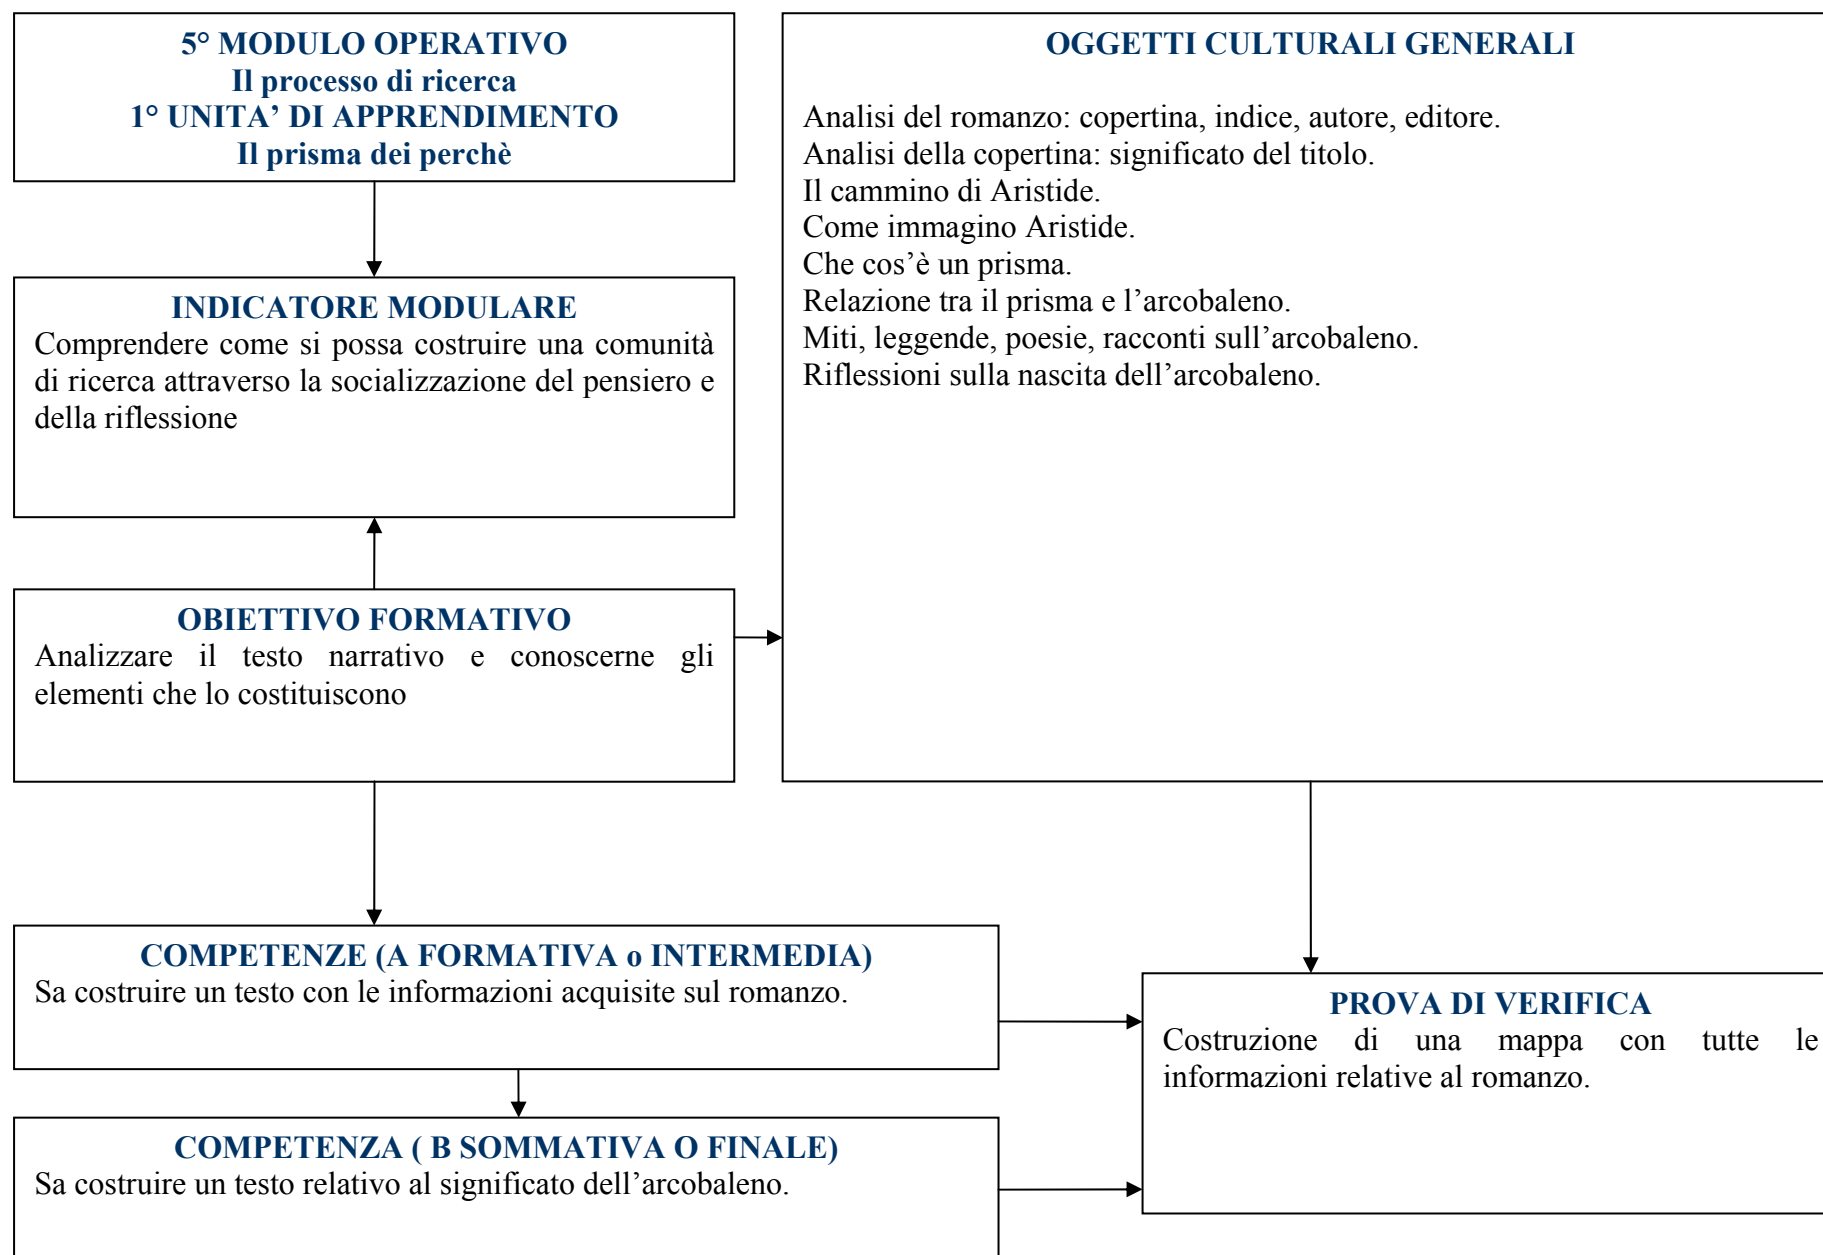 5° MODULO OPERATIVO
Il processo di ricerca
1° UNITA’ DI APPRENDIMENTO
Il prisma dei perchè
INDICATORE MODULARE
Comprendere come si possa costruire una comunità
di ricerca attraverso la socializzazione del pensiero e
della riflessione
OBIETTIVO FORMATIVO
Analizzare il testo narrativo e conoscerne gli
elementi che lo costituiscono
OGGETTI CULTURALI GENERALI
Analisi del romanzo: copertina, indice, autore, editore.
Analisi della copertina: significato del titolo.
Il cammino di Aristide.
Come immagino Aristide.
Che cos’è un prisma.
Relazione tra il prisma e l’arcobaleno.
Miti, leggende, poesie, racconti sull’arcobaleno.
Riflessioni sulla nascita dell’arcobaleno.
COMPETENZE (A FORMATIVA o INTERMEDIA)
Sa costruire un testo con le informazioni acquisite sul romanzo.
COMPETENZA ( B SOMMATIVA O FINALE)
Sa costruire un testo relativo al significato dell’arcobaleno.
PROVA DI VERIFICA
Costruzione di una mappa con tutte le
informazioni relative al romanzo.